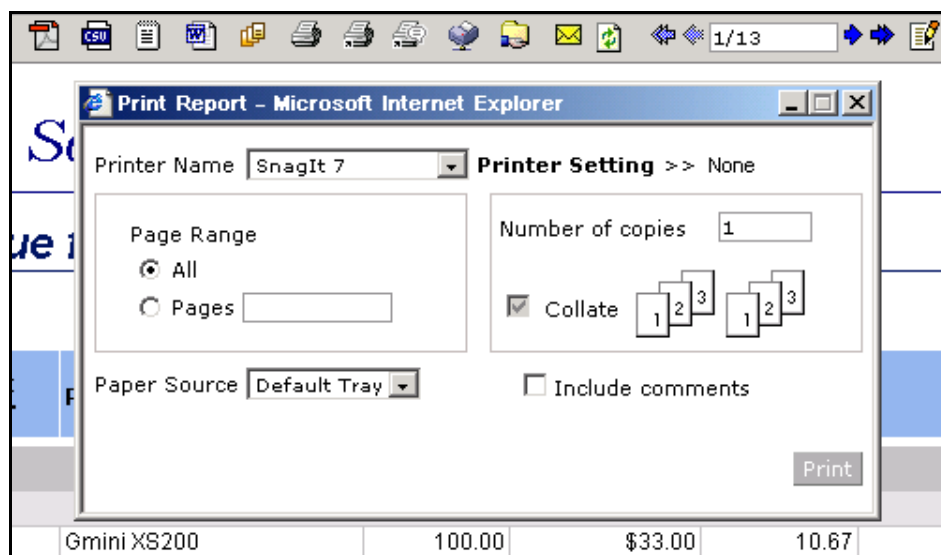 CSU
W
1/13
Print Report - Microsoft Internet Explorer
Printer Name SnagIt 7 Printer Setting >> None
Page Range
All
Pages
Number of copies 1
Collate 1 2 3 1 2 3
Paper Source Default Tray Include comments
Print
Gmini XS200 100.00 $33.00 10.67